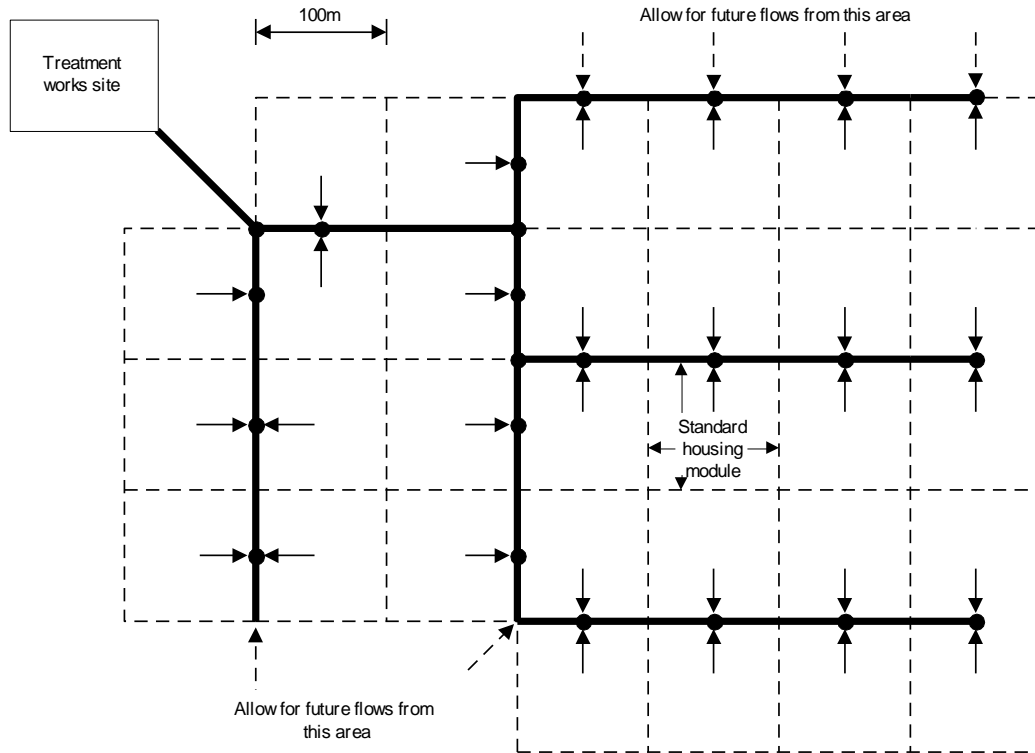 100m
Allow for future flows from this area
Treatment
works site
Standard
housing
module
Allow for future flows from
this area